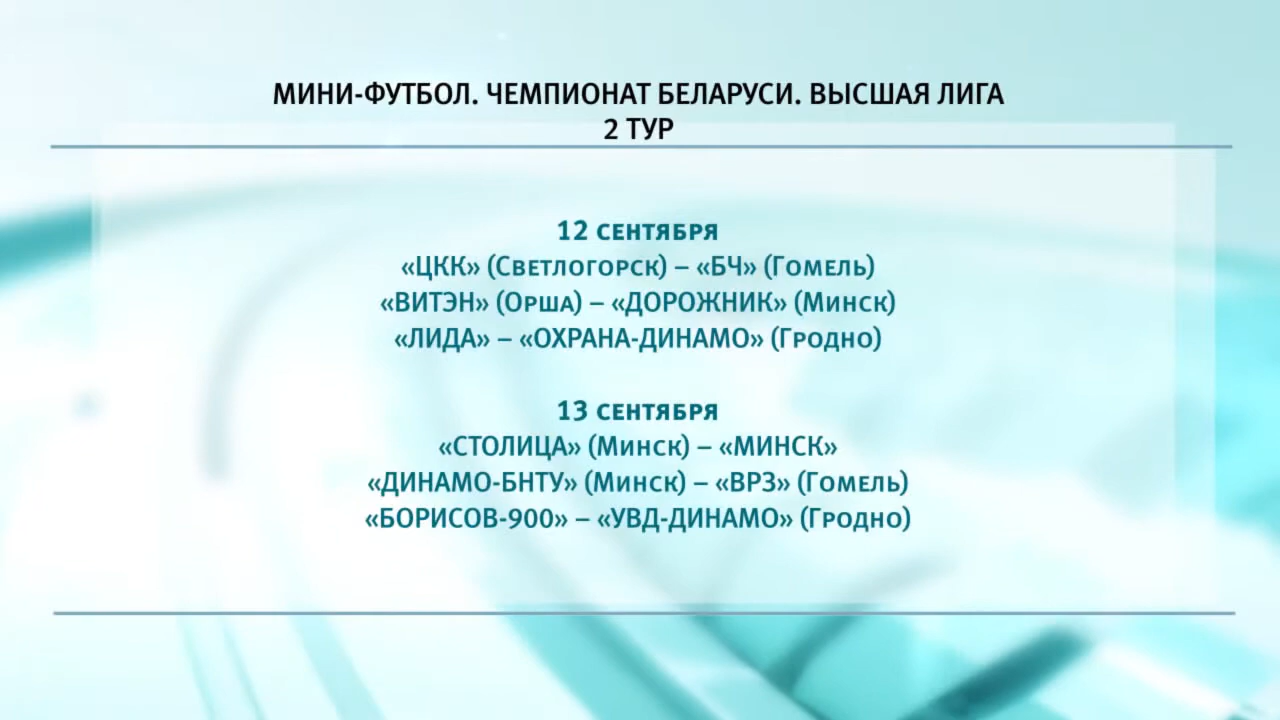 МИНИ-ФУТБОЛ. ЧЕМПИОНАТ БЕЛАРУСИ. ВЫСШАЯ ЛИГА
2 ТУР
12 СЕНТЯБРЯ
«ЦКК» (СВЕТЛОГОРСК) – «БЧ» (ГОМЕЛЬ)
«ВИТЭН» (ОРША) – «ДОРОЖНИК» (МИНСК)
«ЛИДА» – «ОХРАНА-ДИНАМО» (ГРОДНО)
13 СЕНТЯБРЯ
«СТОЛИЦА» (МИНСК) – «МИНСК»
«ДИНАМО-БНТУ» (МИНСК) – «ВРЗ» (ГОМЕЛЬ)
«БОРИСОВ-900» – «УВД-ДИНАМО» (ГРОДНО)